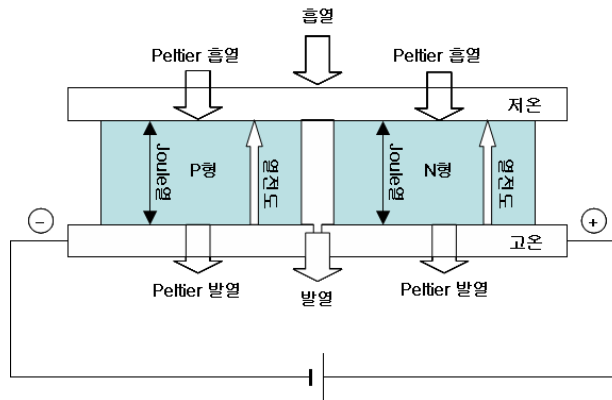 흡열
Peltier 흡열
Peltier 흡열
저온
Joule열
P형
열전도
Joule열
N형
열전도
−
+
고온
Peltier 발열
발열
Peltier 발열